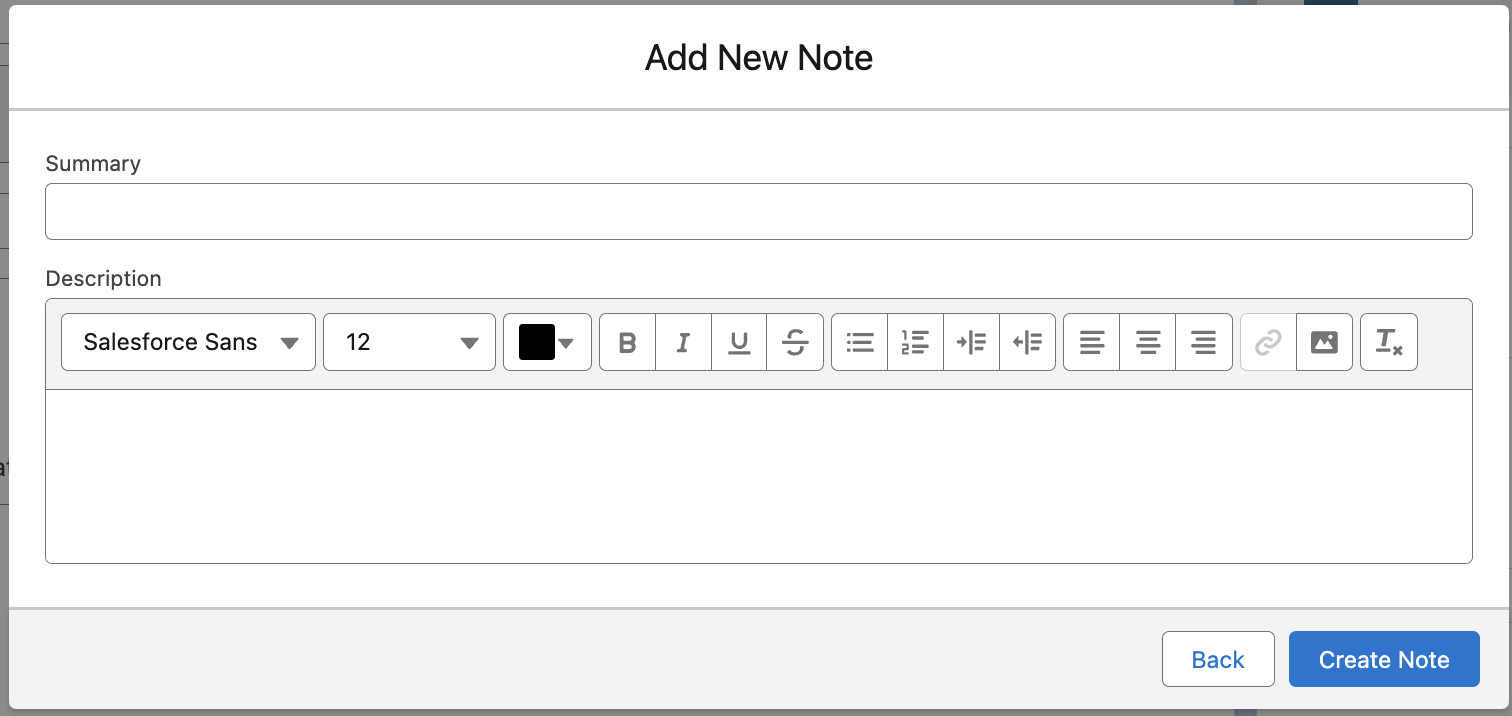 Add New Note
Summary
Description
Salesforce Sans 12
Back Create Note